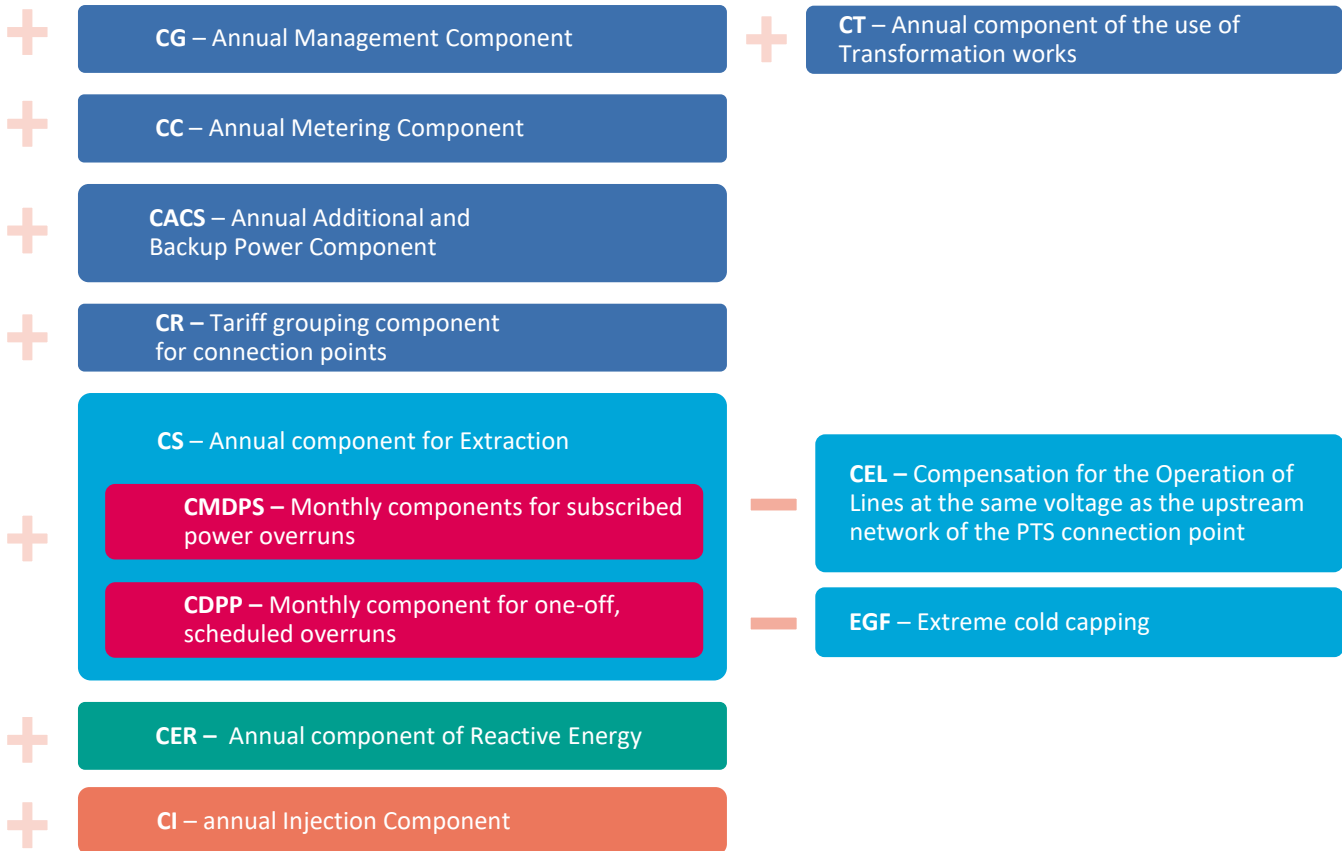 CG – Annual Management Component
CT – Annual component of the use of
Transformation works
CC – Annual Metering Component
CACS – Annual Additional and
Backup Power Component
CR – Tariff grouping component
for connection points
CS – Annual component for Extraction
CMDPS – Monthly components for subscribed
power overruns
CDPP – Monthly component for one-off,
scheduled overruns
CEL – Compensation for the Operation of
Lines at the same voltage as the upstream
network of the PTS connection point
EGF – Extreme cold capping
CER – Annual component of Reactive Energy
CI – annual Injection Component